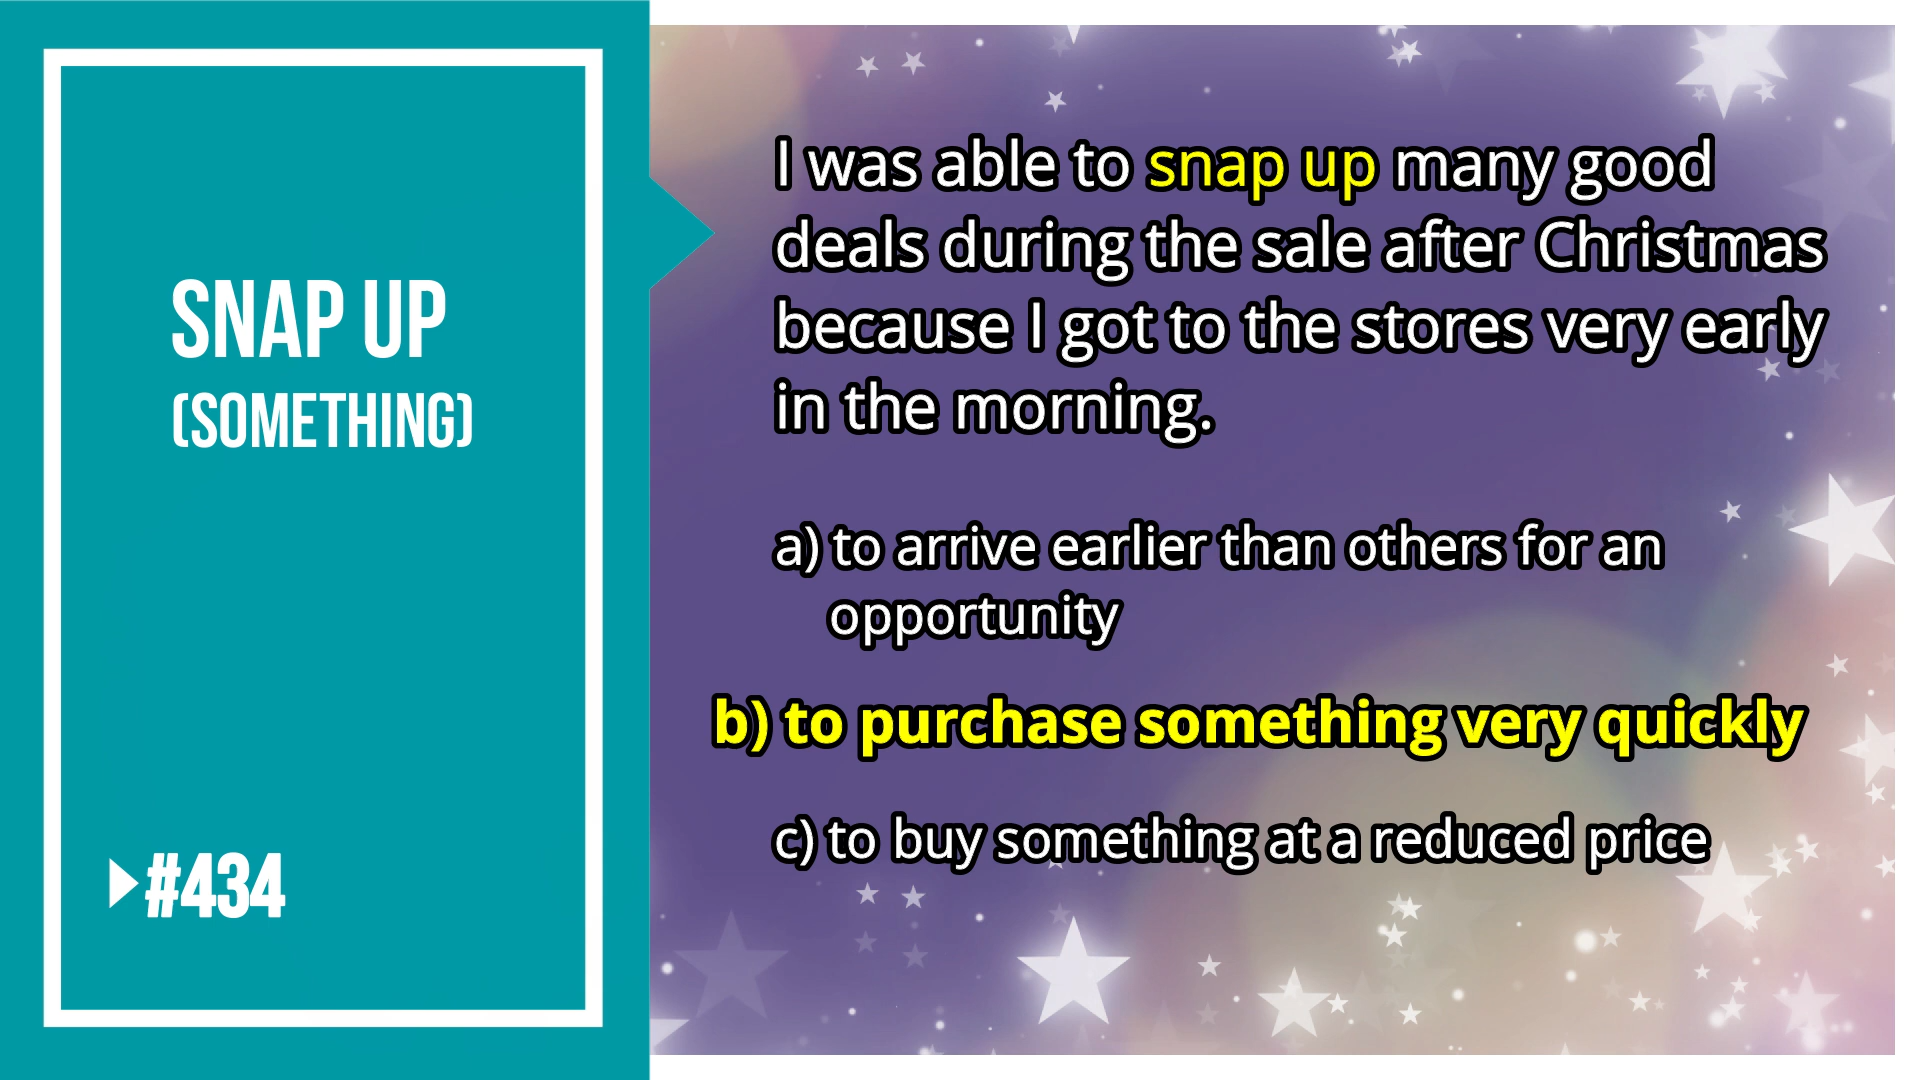 SNAP UP
(SOMETHING)
#434
I was able to snap up many good
deals during the sale after Christmas
because I got to the stores very early
in the morning.
a) to arrive earlier than others for an
opportunity
b) to purchase something very quickly
c) to buy something at a reduced price